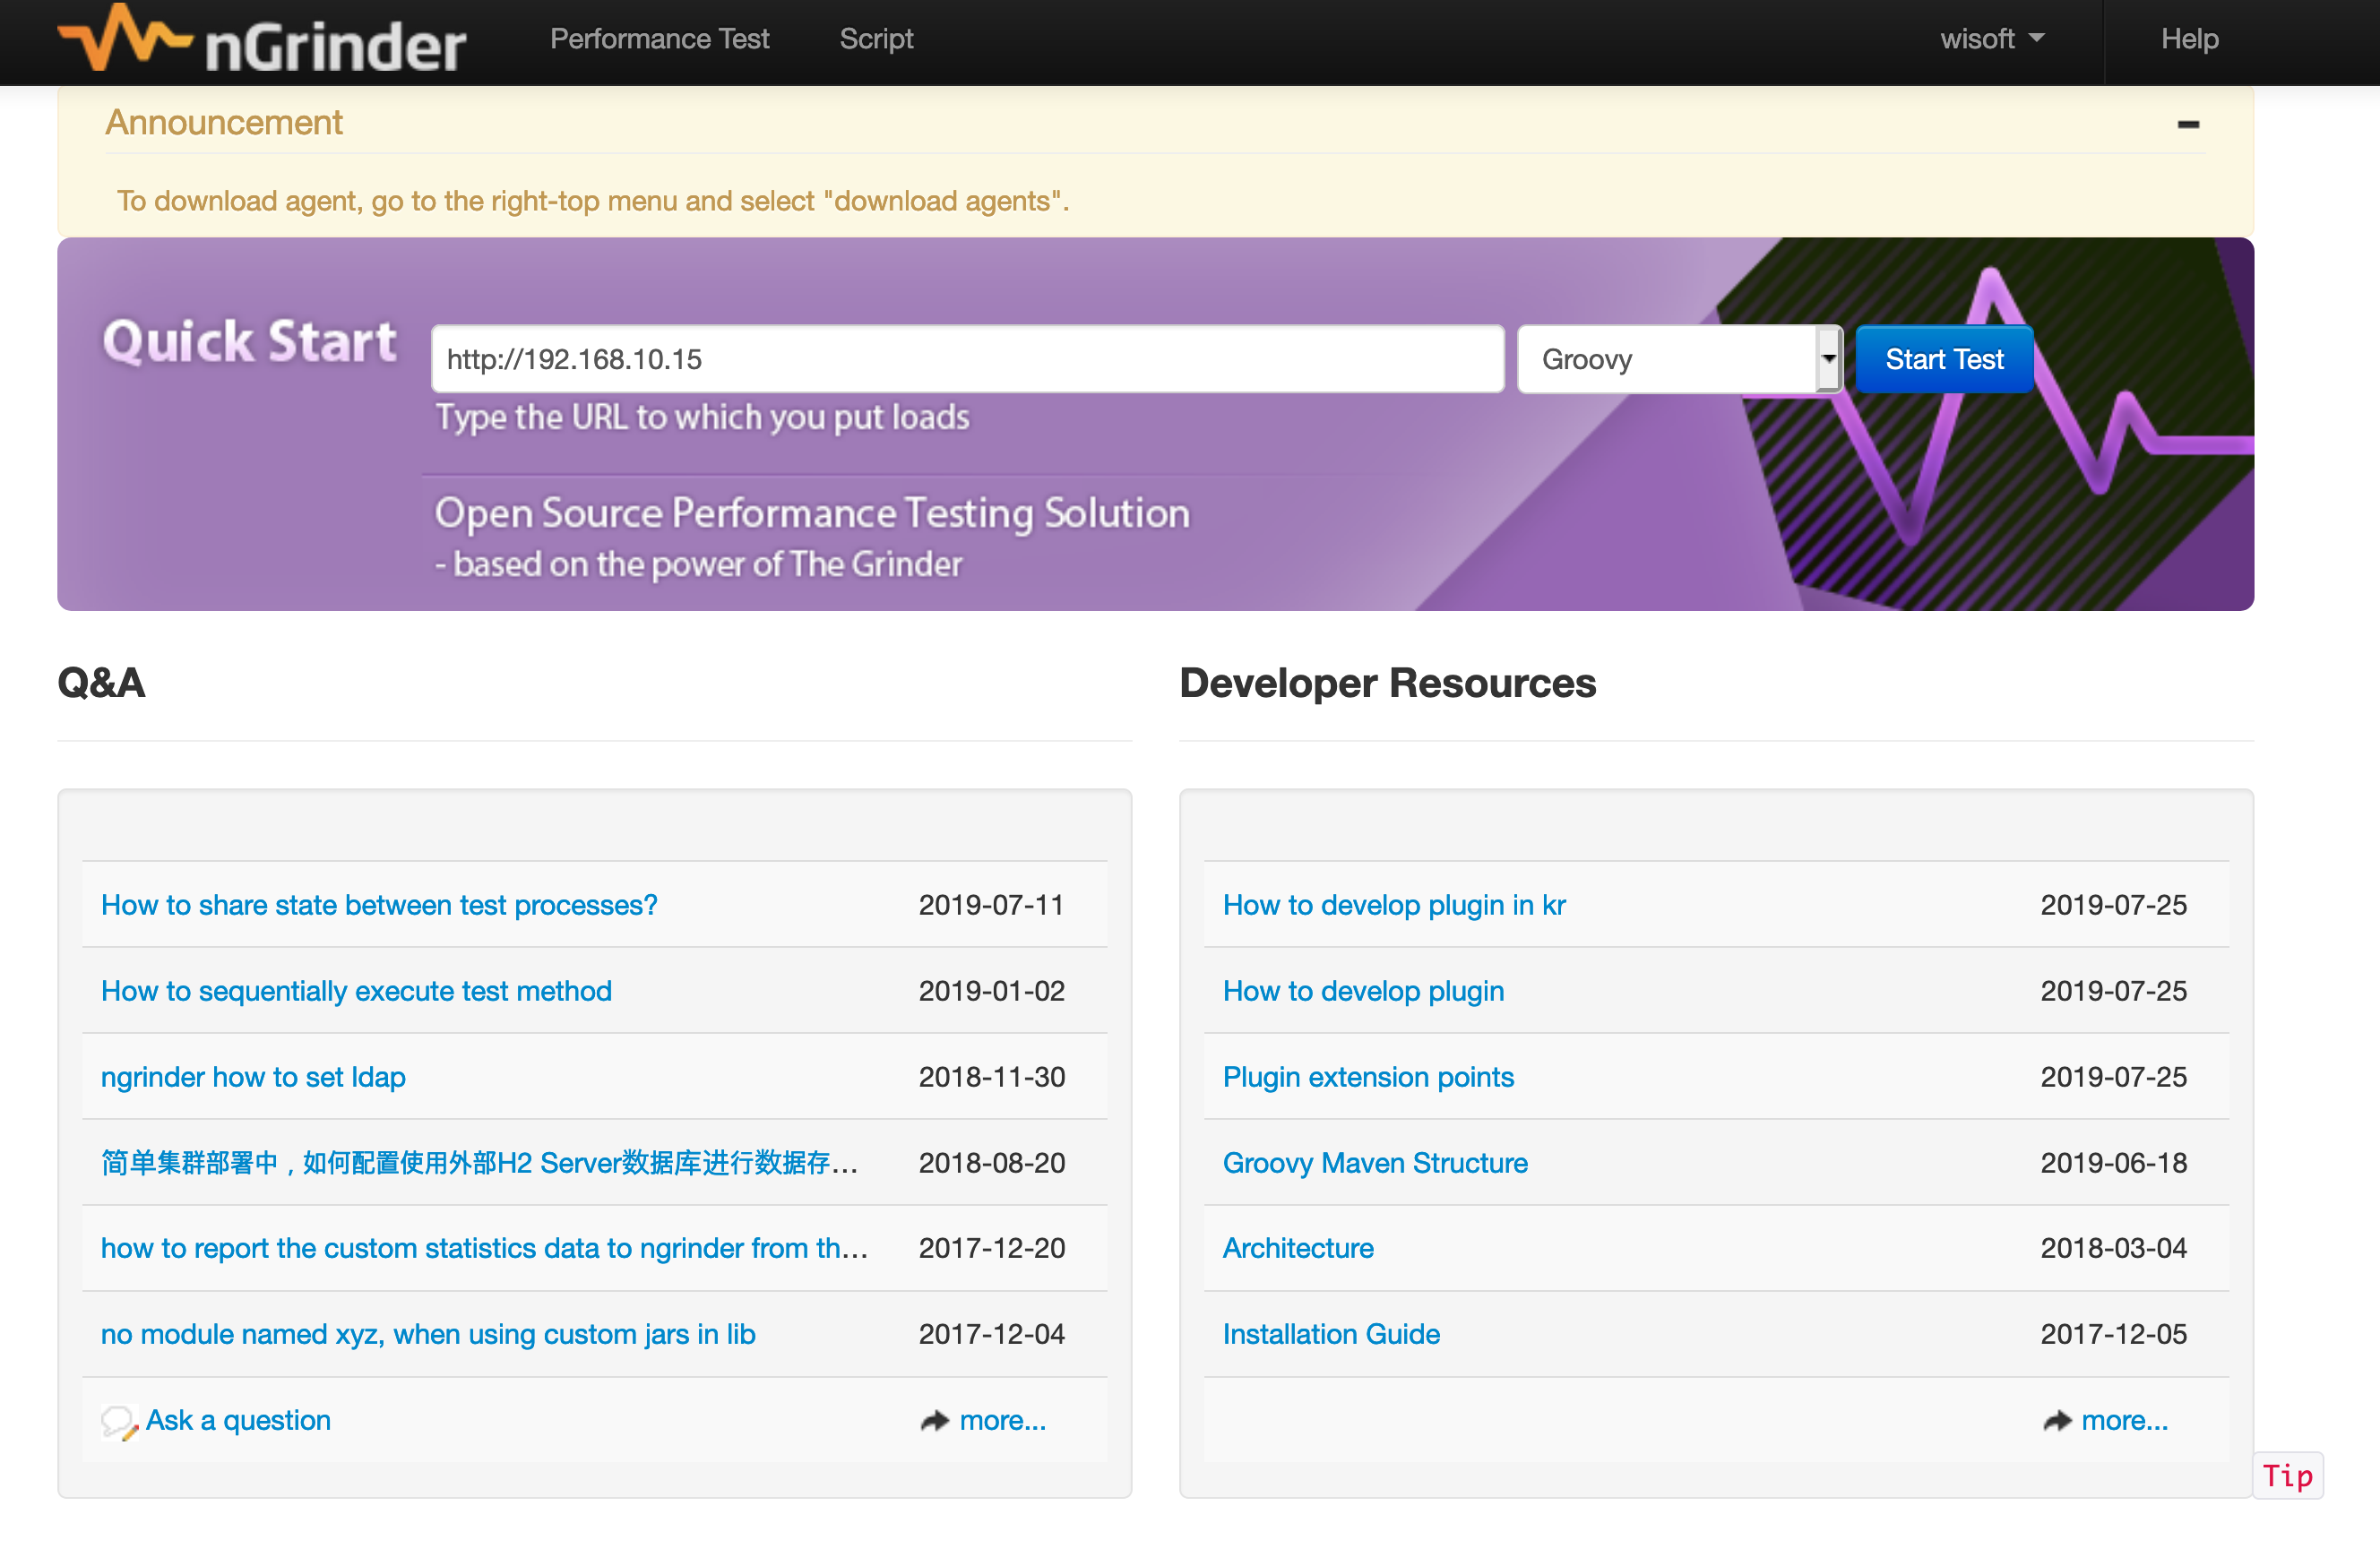 nGrinder Performance Test Script wisoft Help
Announcement
To download agent, go to the right-top menu and select "download agents".
Quick Start http://192.168.10.15 Groovy Start Test
Type the URL to which you put loads
Open Source Performance Testing Solution
- based on the power of The Grinder
Q&A
How to share state between test processes? 2019-07-11
How to sequentially execute test method 2019-01-02
ngrinder how to set ldap 2018-11-30
简单集群部署中，如何配置使用外部H2 Server数据库进行数据存... 2018-08-20
how to report the custom statistics data to ngrinder from th... 2017-12-20
no module named xyz, when using custom jars in lib 2017-12-04
Ask a question more...
Developer Resources
How to develop plugin in kr 2019-07-25
How to develop plugin 2019-07-25
Plugin extension points 2019-07-25
Groovy Maven Structure 2019-06-18
Architecture 2018-03-04
Installation Guide 2017-12-05
more...
Tip